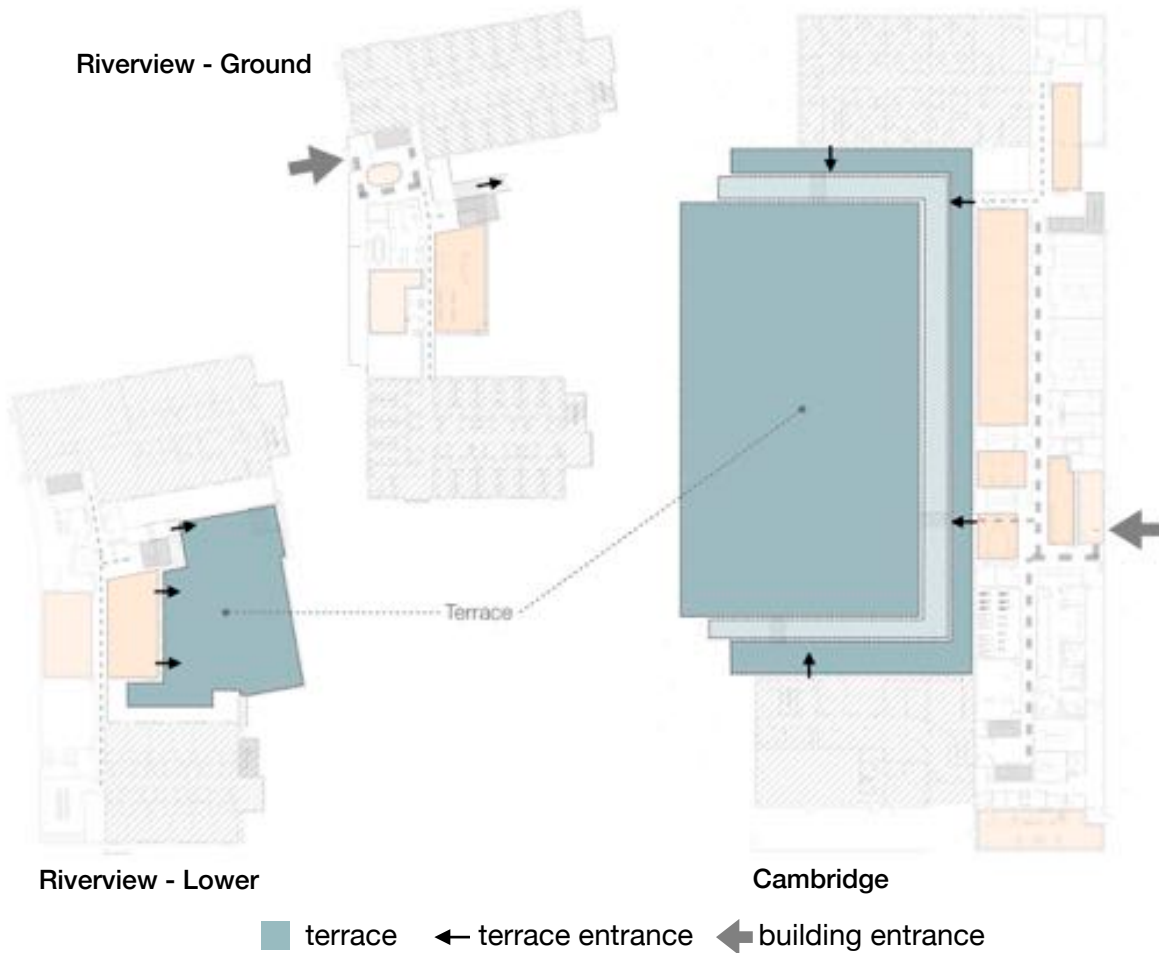 Riverview - Ground
Terrace
Riverview - Lower
Cambridge
terrace
terrace entrance
building entrance